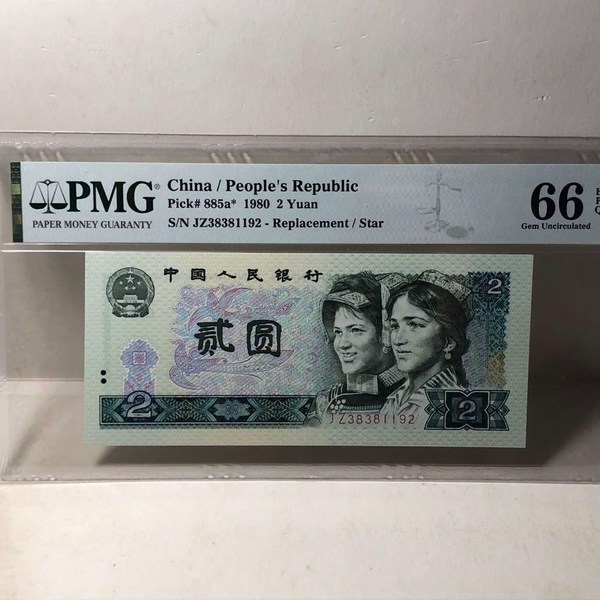 PMG®
PAPER MONEY GUARANTY
China / People's Republic
Pick# 885a* 1980 2 Yuan
S/N JZ38381192 - Replacement / Star
66
Gem Uncirculated
E
P
Q
中国人民银行
贰圆
2
2
2
JZ38381192